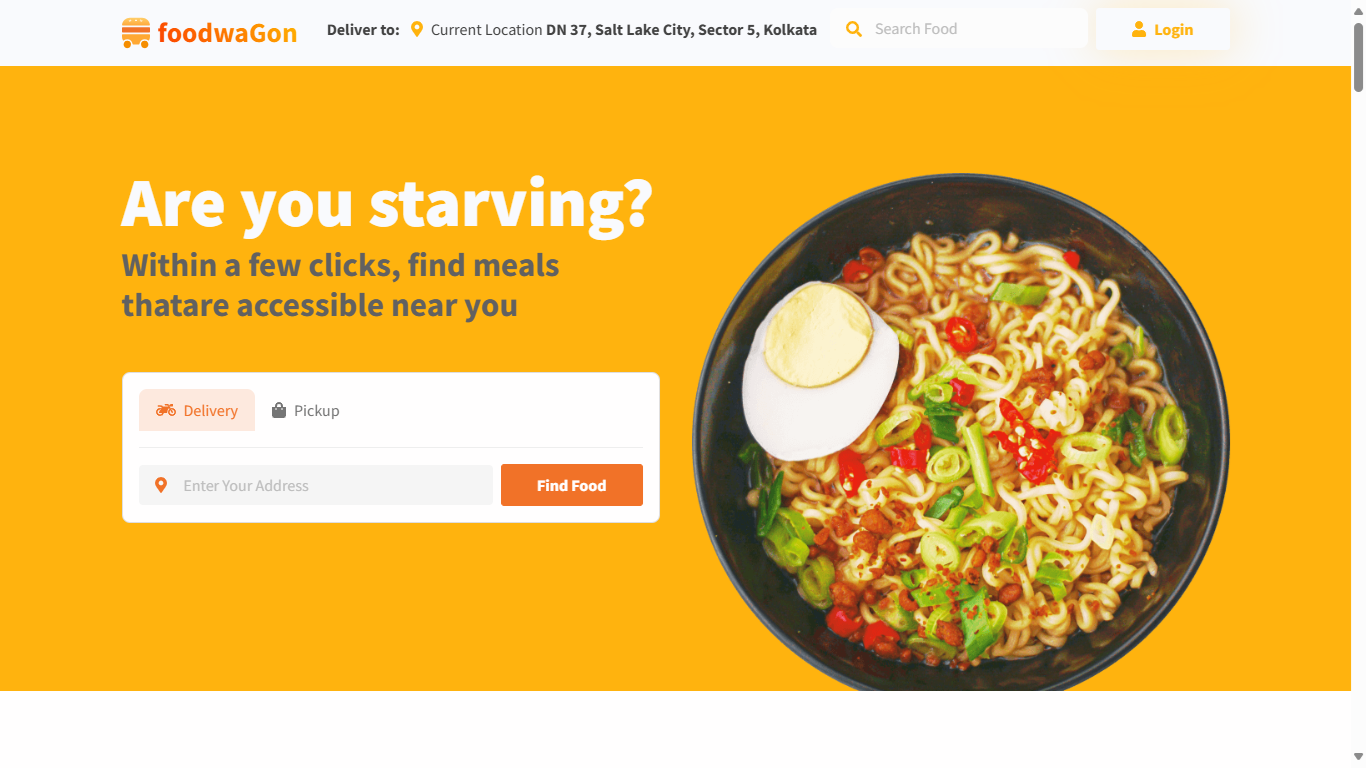 foodwaGon
Deliver to: Current Location DN 37, Salt Lake City, Sector 5, Kolkata
Search Food
Login
Are you starving?
Within a few clicks, find meals
thatare accessible near you
Delivery
Pickup
Enter Your Address
Find Food